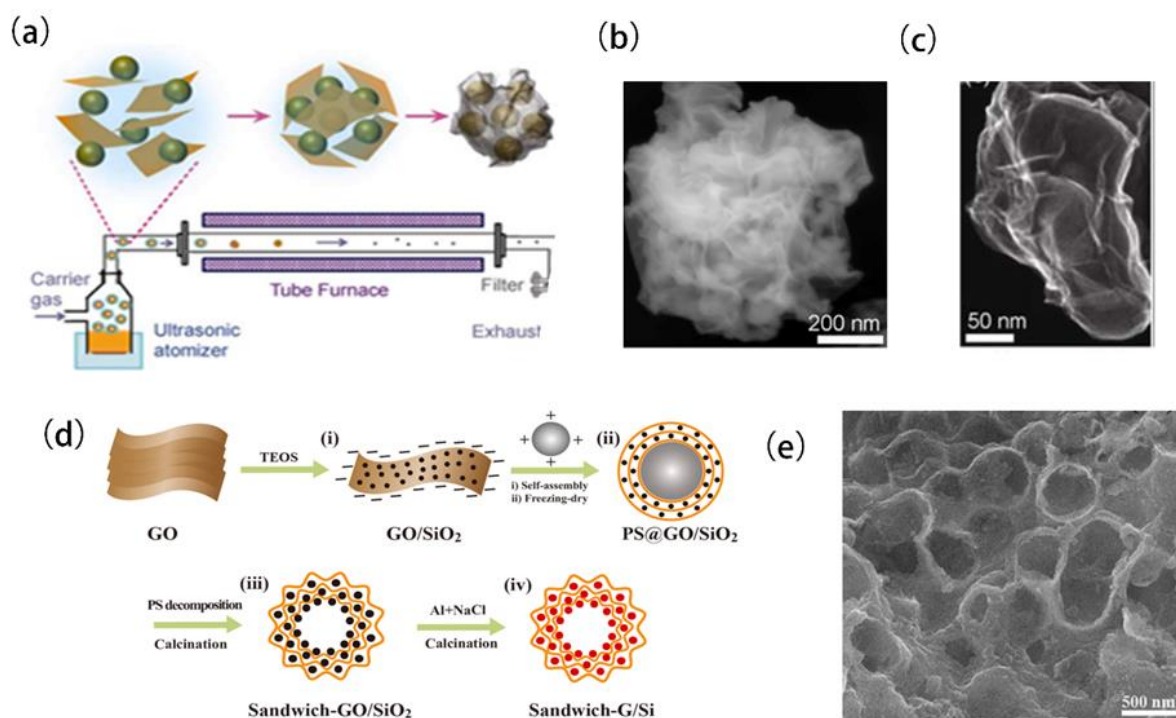 (a)
Carrier
gas
Ultrasonic
atomizer
Tube Furnace
Filter
Exhaust
(b)
200 nm
(c)
50 nm
(d)
GO
TEOS
(i)
GO/SiO₂
+
+ +
+
i) Self-assembly
ii) Freezing-dry
(ii)
PS@GO/SiO₂
PS decomposition
Calcination
(iii)
Sandwich-GO/SiO₂
Al+NaCl
Calcination
(iv)
Sandwich-G/Si
(e)
500 nm